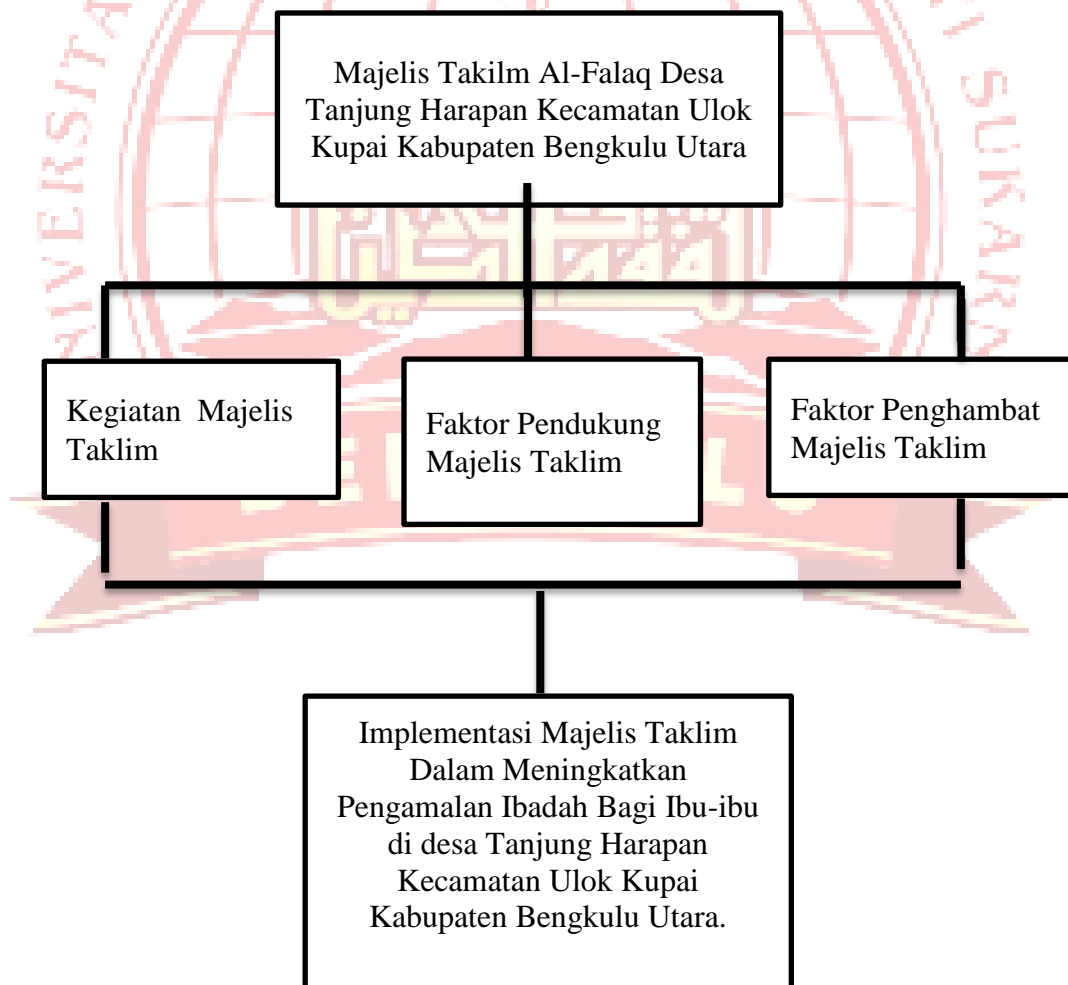 Majelis Takilm Al-Falaq Desa
Tanjung Harapan Kecamatan Ulok
Kupai Kabupaten Bengkulu Utara
Kegiatan Majelis
Taklim
Faktor Pendukung
Majelis Taklim
Faktor Penghambat
Majelis Taklim
Implementasi Majelis Taklim
Dalam Meningkatkan
Pengamalan Ibadah Bagi Ibu-ibu
di desa Tanjung Harapan
Kecamatan Ulok Kupai
Kabupaten Bengkulu Utara.